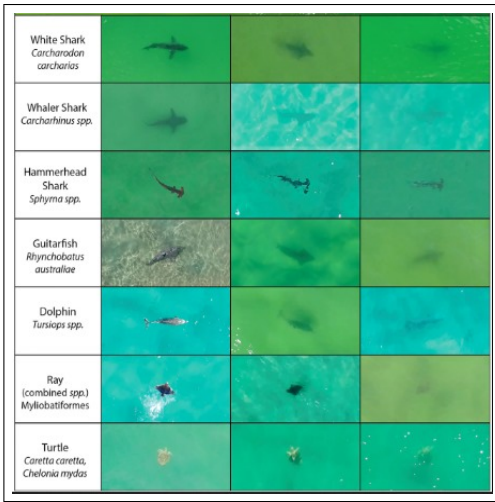 White Shark
Carcharodon
carcharias
Whaler Shark
Carcharhinus spp.
Hammerhead
Shark
Sphyrna spp.
Guitarfish
Rhynchobatus
australiae
Dolphin
Tursiops spp.
Ray
(combined spp.)
Myliobatiformes
Turtle
Caretta caretta,
Chelonia mydas